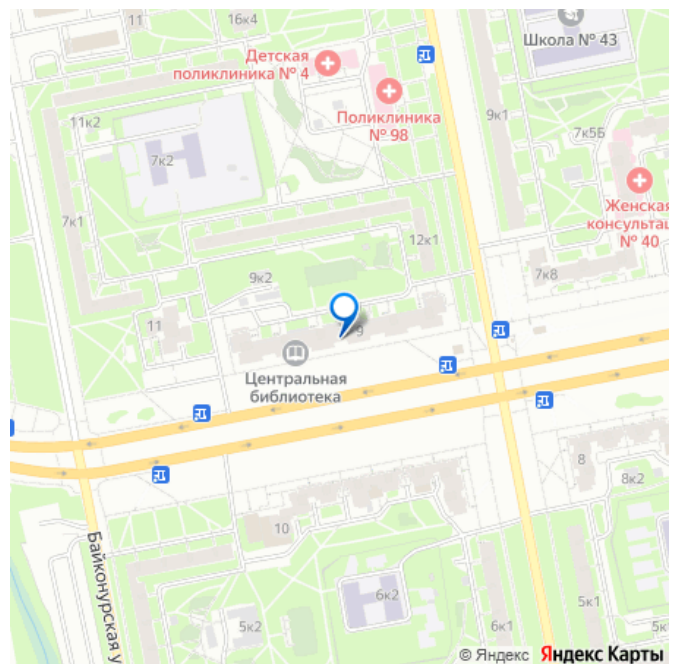 16к4
11
Детская
поликлиника № 4
Школа № 43
Поликлиника
№ 98
9к1
11к2
7к5Б
7к2
Женская
консультац
№ 40
7к1
12к1
7к8
9к2
11
9
Центральная
библиотека
8
8к2
10
Байконурская у
6к2
5к1
5к2
6к1
5к
© Яндекс Яндекс Карты